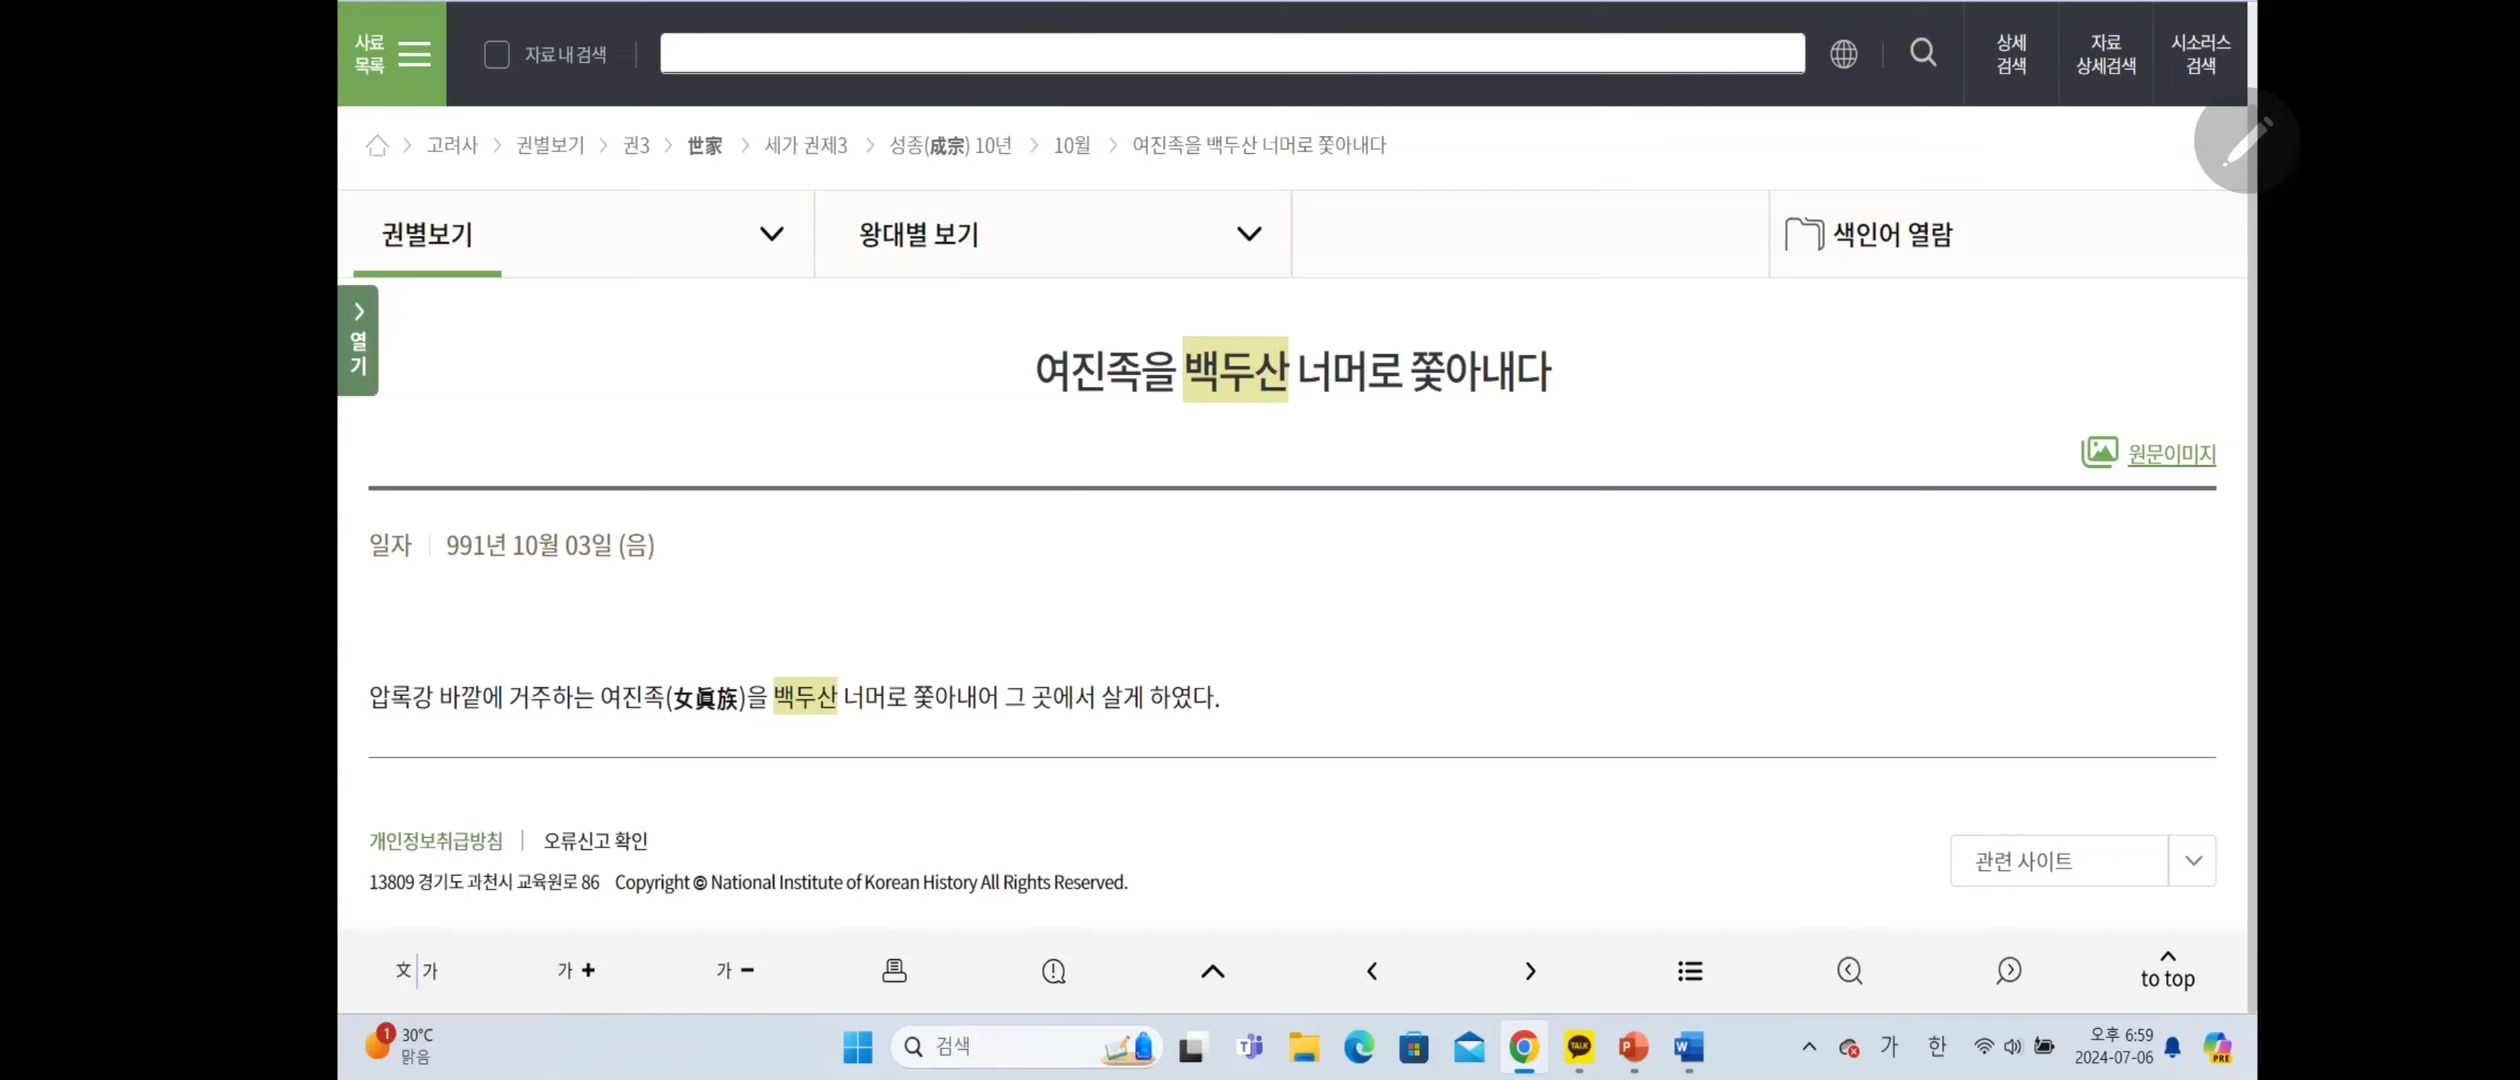 사료
목록
자료 내 검색
상세
검색
자료
상세검색
시소러스
검색
고려사 > 권별보기 > 권3 > 世家 > 세가 권제3 > 성종(成宗) 10년 > 10월 > 여진족을 백두산 너머로 쫓아내다
권별보기
왕대별 보기
색인어 열람
열
기
여진족을 백두산 너머로 쫓아내다
원문이미지
일자 991년 10월 03일 (음)
압록강 바깥에 거주하는 여진족(女眞族)을 백두산 너머로 쫓아내어 그 곳에서 살게 하였다.
개인정보취급방침 | 오류신고 확인
관련 사이트
13809 경기도 과천시 교육원로 86 Copyright © National Institute of Korean History All Rights Reserved.
文|가
가 +
가 -
to top
1
30°C
맑음
검색
TALK
가
한
오후 6:59
2024-07-06
PRE